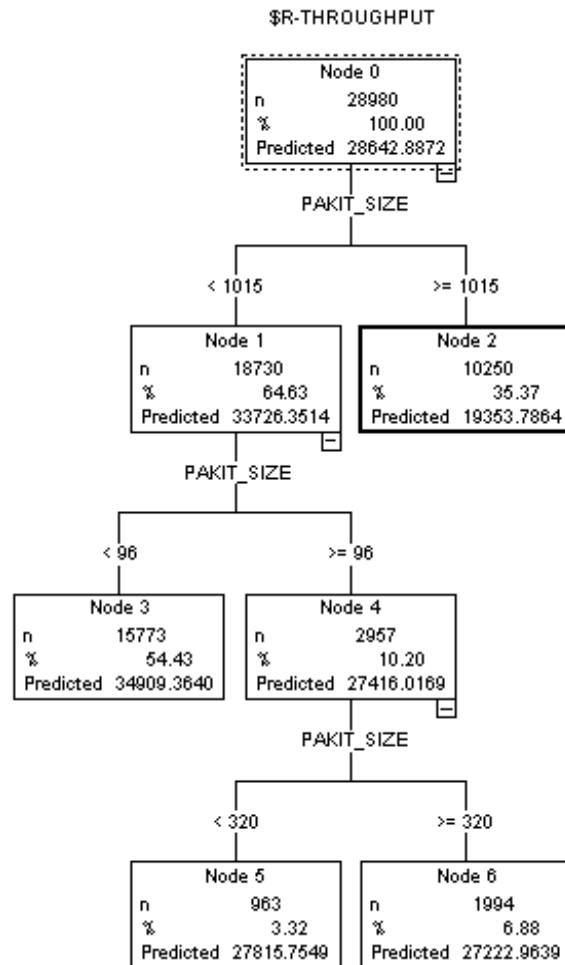 $R-THROUGHPUT
Node 0
n 28980
% 100.00
Predicted 28642.8872
PAKIT_SIZE
< 1015
>= 1015
Node 1
n 18730
% 64.63
Predicted 33726.3514
Node 2
n 10250
% 35.37
Predicted 19353.7864
PAKIT_SIZE
< 96
>= 96
Node 3
n 15773
% 54.43
Predicted 34909.3640
Node 4
n 2957
% 10.20
Predicted 27416.0169
PAKIT_SIZE
< 320
>= 320
Node 5
n 963
% 3.32
Predicted 27815.7549
Node 6
n 1994
% 6.88
Predicted 27222.9639